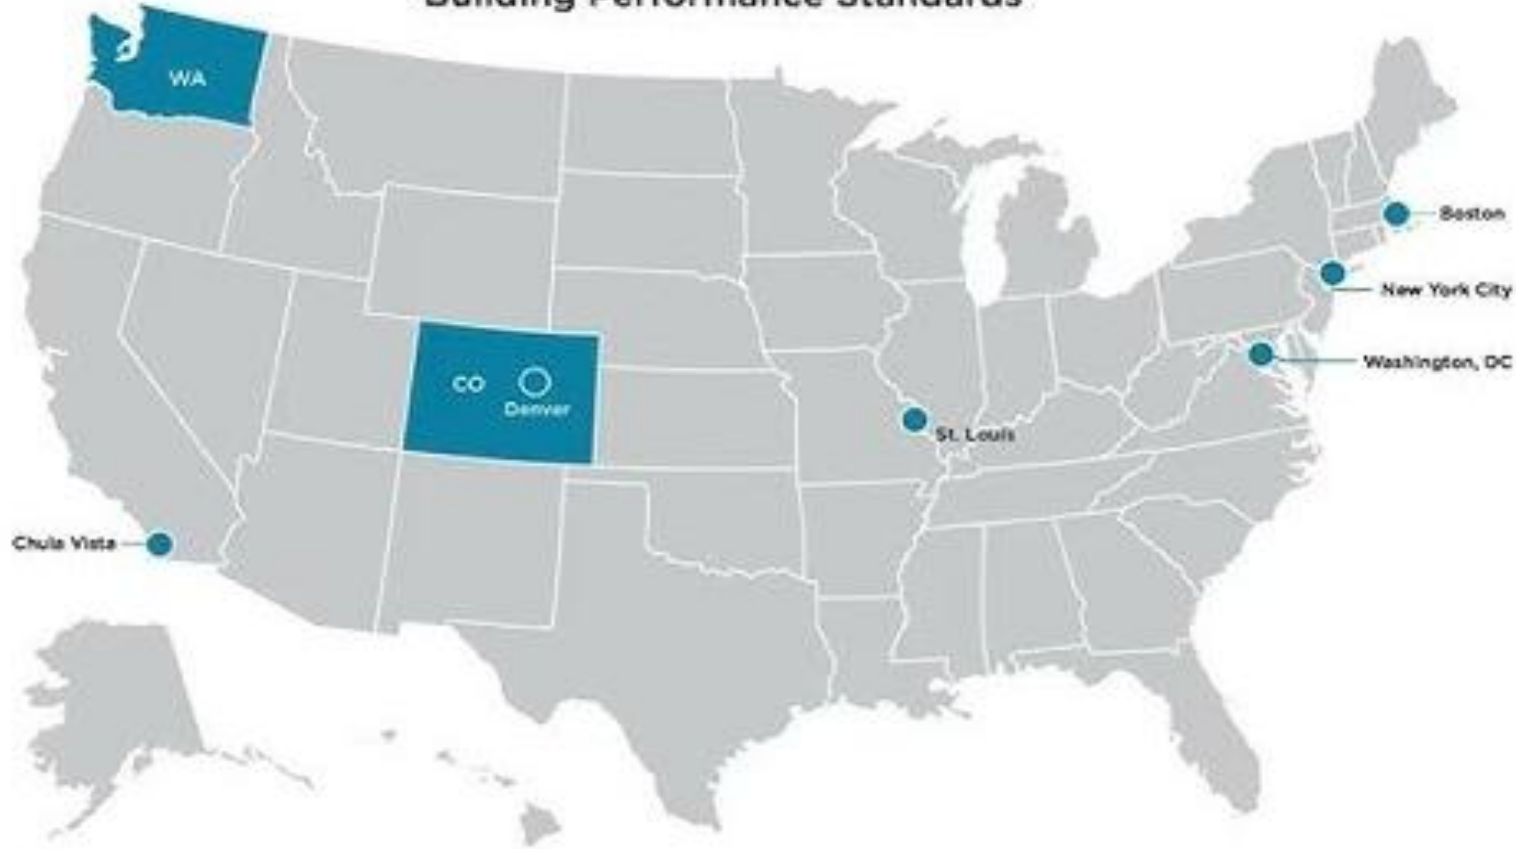 Building Performance Standards
WA
Boston
New York City
Washington, DC
CO
Denver
St. Louis
Chula Vista